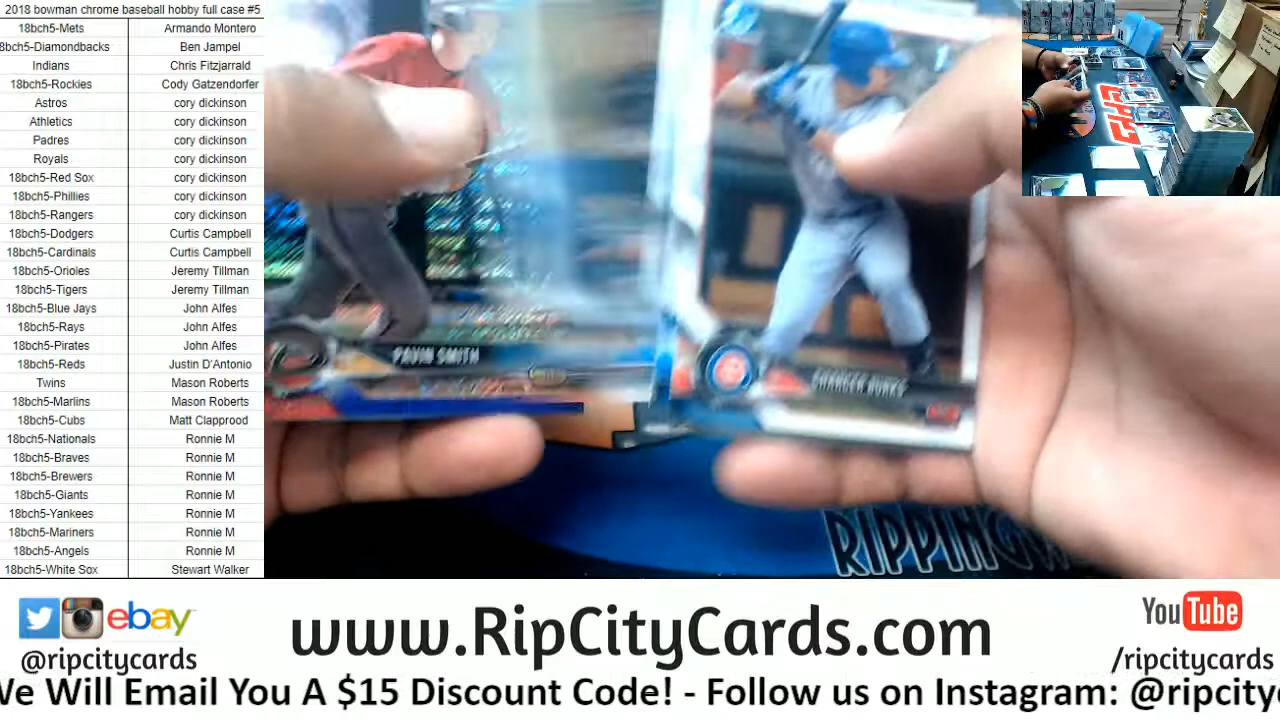 2018 bowman chrome baseball hobby full case #5
18bch5-Mets Armando Montero
8bch5-Diamondbacks Ben Jampel
Indians Chris Fitzjarrald
18bch5-Rockies Cody Gatzendorfer
Astros cory dickinson
Athletics cory dickinson
Padres cory dickinson
Royals cory dickinson
18bch5-Red Sox cory dickinson
18bch5-Phillies cory dickinson
18bch5-Rangers cory dickinson
18bch5-Dodgers Curtis Campbell
18bch5-Cardinals Curtis Campbell
18bch5-Orioles Jeremy Tillman
18bch5-Tigers Jeremy Tillman
18bch5-Blue Jays John Alfes
18bch5-Rays John Alfes
18bch5-Pirates John Alfes
18bch5-Reds Justin D'Antonio
Twins Mason Roberts
18bch5-Marlins Mason Roberts
18bch5-Cubs Matt Clapprood
18bch5-Nationals Ronnie M
18bch5-Braves Ronnie M
18bch5-Brewers Ronnie M
18bch5-Giants Ronnie M
18bch5-Yankees Ronnie M
18bch5-Mariners Ronnie M
18bch5-Angels Ronnie M
18bch5-White Sox Stewart Walker
PAVIN SMITH
CHARCER BURKS
RIPPING
ebay
@ripcitycards
www.RipCityCards.com
YouTube
/ripcitycards
We Will Email You A $15 Discount Code! - Follow us on Instagram: @ripcityc